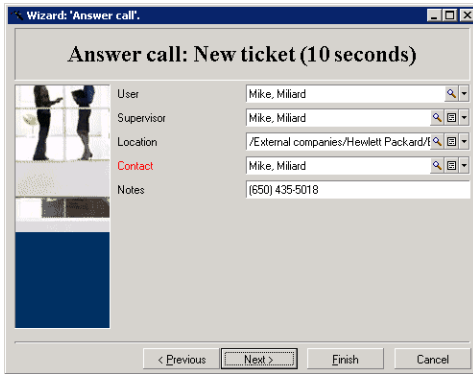 Wizard: 'Answer call'.
Answer call: New ticket (10 seconds)
User Mike, Miliard
Supervisor Mike, Miliard
Location /External companies/Hewlett Packard/
Contact Mike, Miliard
Notes (650) 435-5018
< Previous Next > Finish Cancel